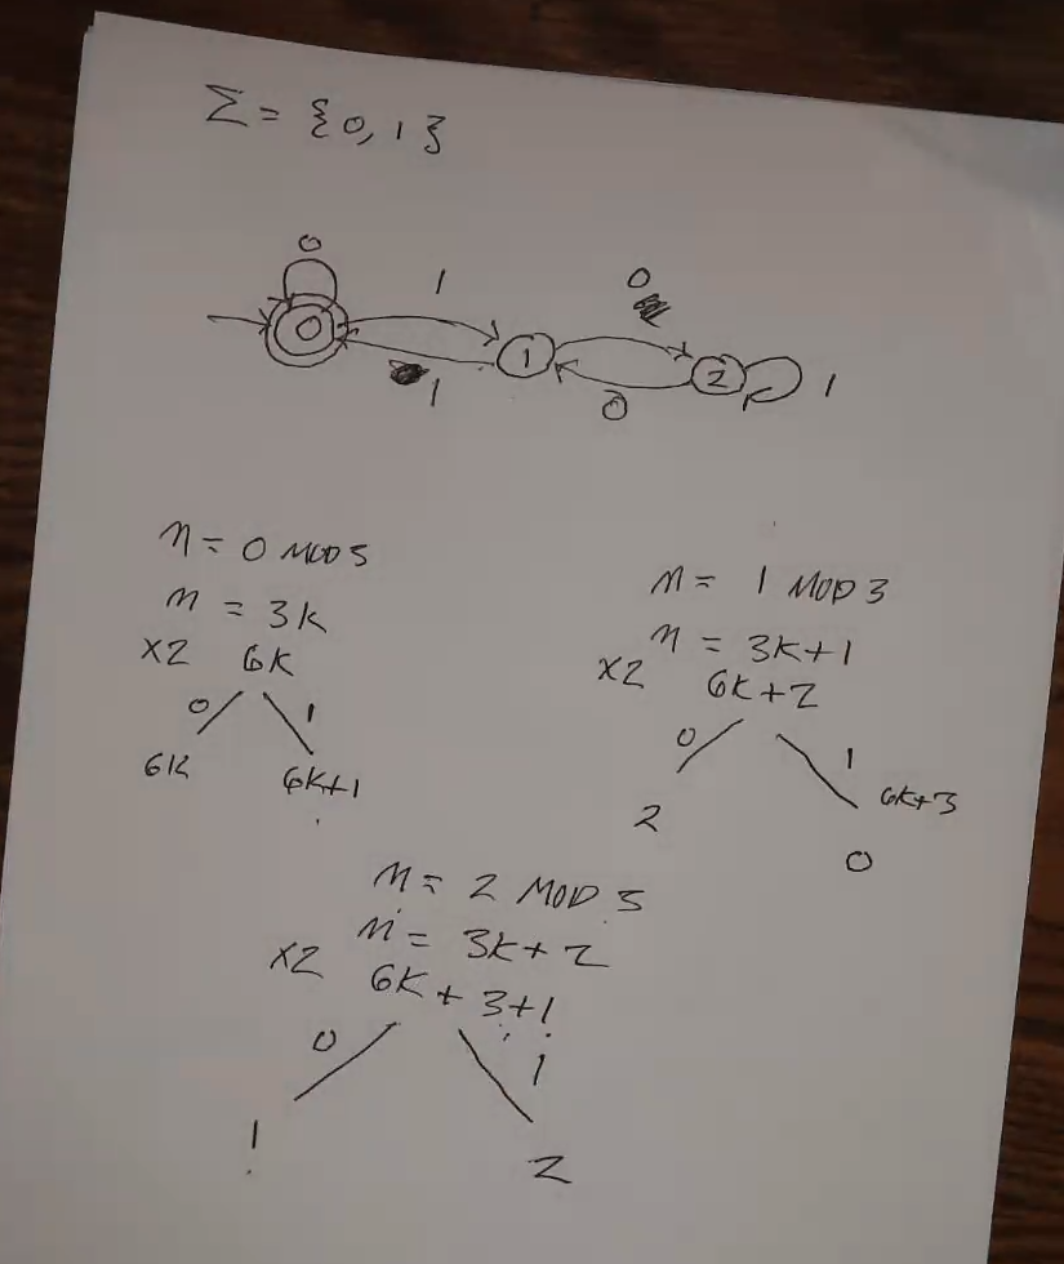 Σ = {0, 1}
0
1
0
0
1
2
1
1
0
n = 0 MOD 3
n = 3k
x2 6k
0 1
6k 6k+1
n = 1 MOD 3
n = 3k+1
x2 6k+2
0 1
6k+3
2
0
n = 2 MOD 3
n = 3k+2
x2 6k+3+1
0 1
1 2